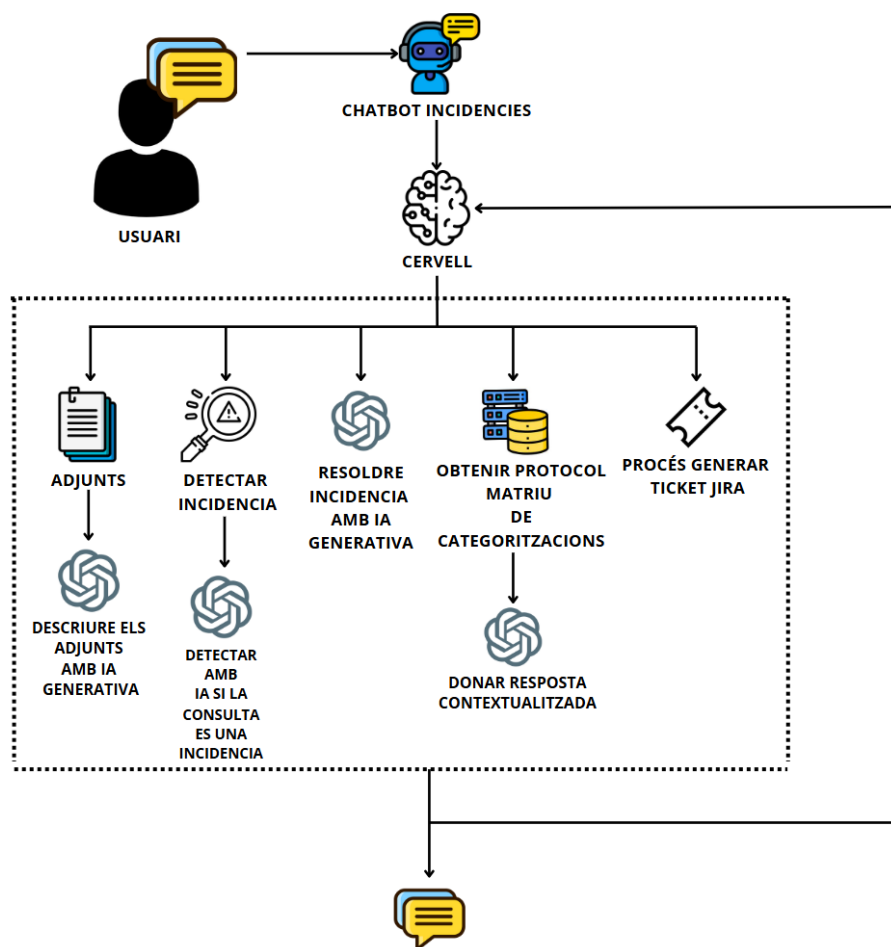 CHATBOT INCIDENCIES
USUARI
CERVELL
ADJUNTS
DESCRIURE ELS
ADJUNTS
AMB IA
GENERATIVA
DETECTAR
INCIDENCIA
DETECTAR
AMB
IA SI LA
CONSULTA
ES UNA
INCIDENCIA
RESOLDRE
INCIDENCIA
AMB IA
GENERATIVA
OBTENIR PROTOCOL
MATRIU
DE
CATEGORITZACIONS
DONAR RESPOSTA
CONTEXTUALITZADA
PROCÉS GENERAR
TICKET JIRA